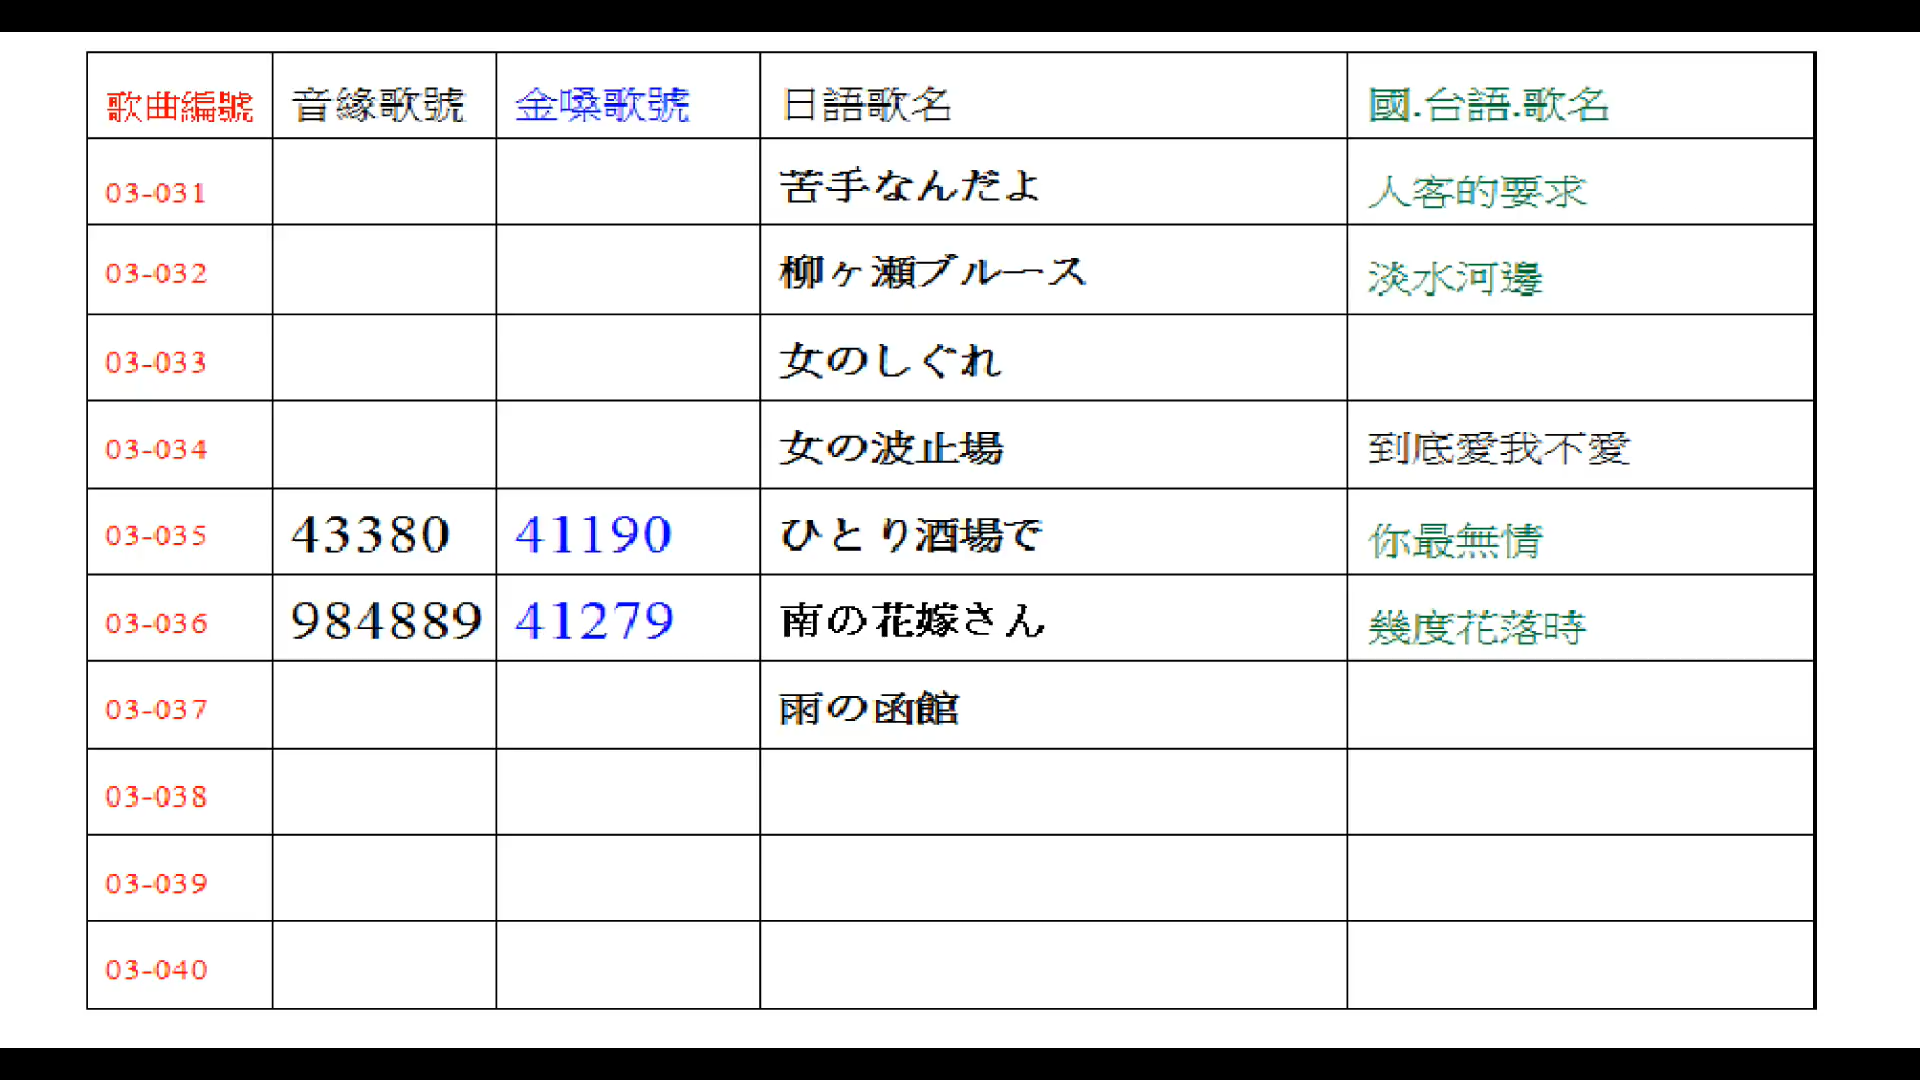 歌曲編號 音緣歌號 金嗓歌號 日語歌名 國.台語.歌名
03-031 苦手なんだよ 人客的要求
03-032 柳ヶ瀬ブルース 淡水河邊
03-033 女のしぐれ
03-034 女の波止場 到底愛我不愛
03-035 43380 41190 ひとり酒場で 你最無情
03-036 984889 41279 南の花嫁さん 幾度花落時
03-037 雨の函館
03-038
03-039
03-040